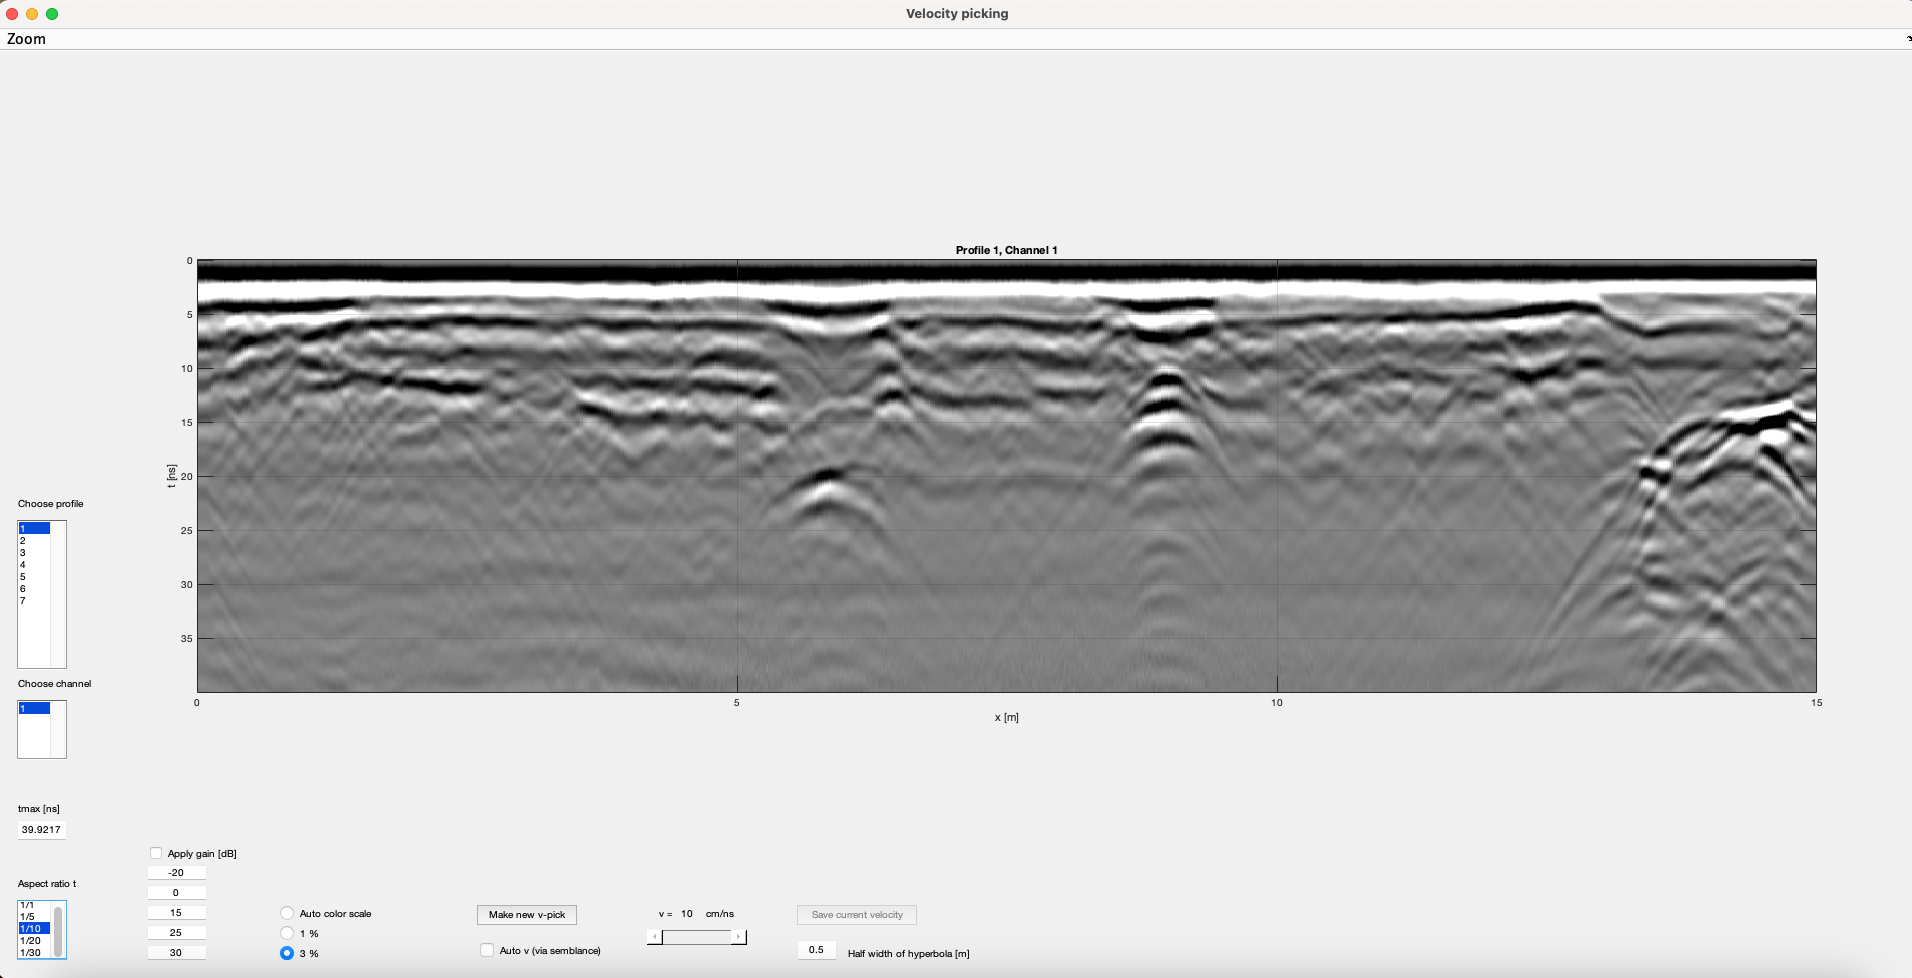 Velocity picking
Zoom
Profile 1, Channel 1
0
5
10
15
20
25
30
35
t [ns]
0
5
10
15
x [m]
Choose profile
1
2
3
4
5
6
7
Choose channel
1
tmax [ns]
39.9217
Aspect ratio t
1/1
1/5
1/10
1/20
1/30
Apply gain [dB]
-20
0
15
25
30
Auto color scale
1 %
3 %
Make new v-pick
Auto v (via semblance)
v = 10 cm/ns
Save current velocity
0.5 Half width of hyperbola [m]